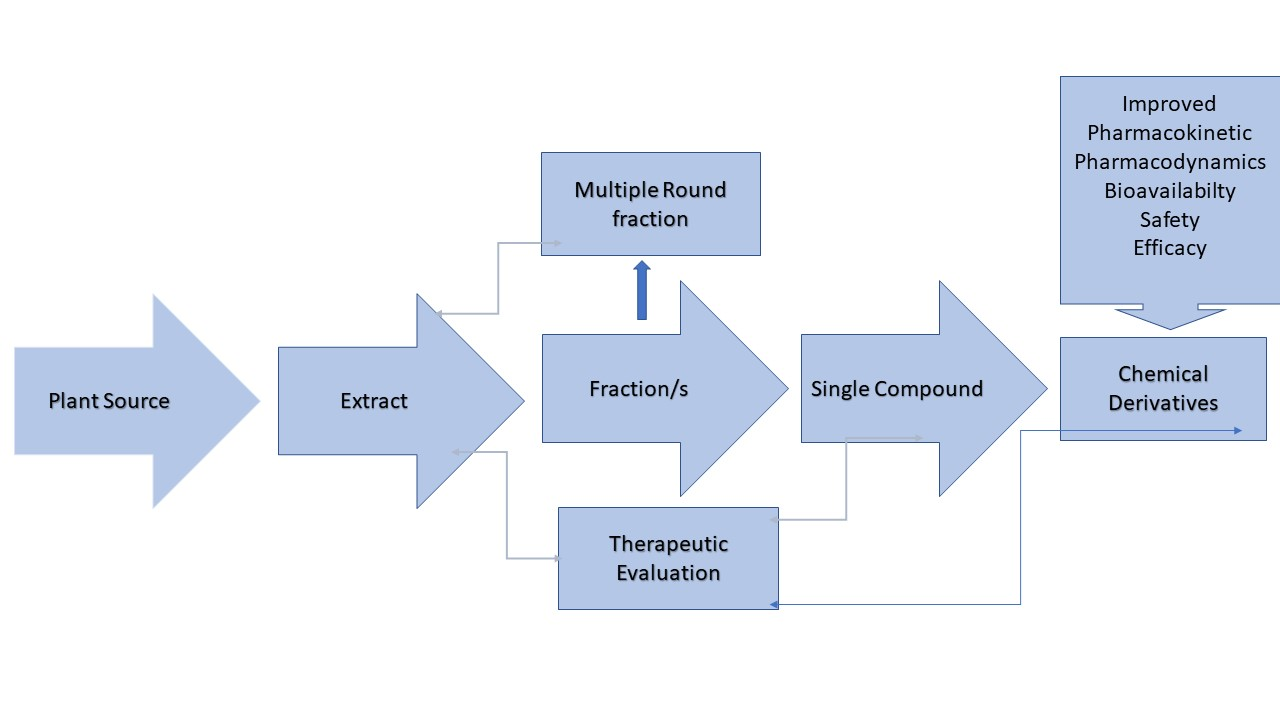 Plant Source
Extract
Multiple Round
fraction
Fraction/s
Therapeutic
Evaluation
Single Compound
Improved
Pharmacokinetic
Pharmacodynamics
Bioavailabilty
Safety
Efficacy
Chemical
Derivatives